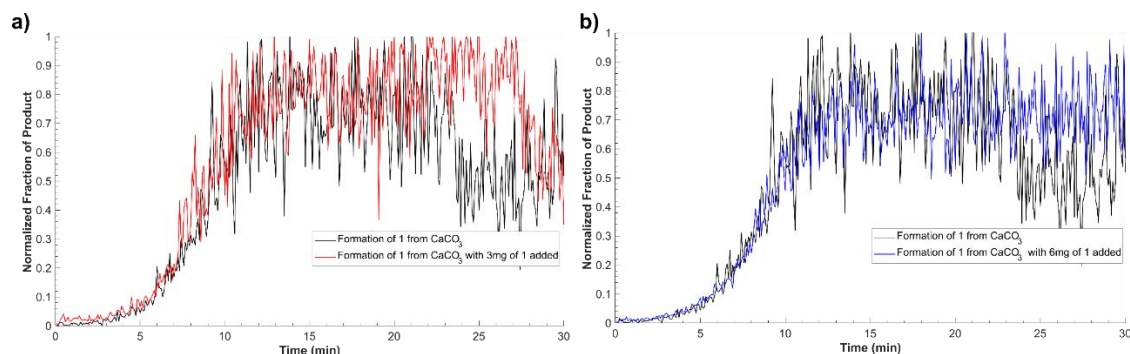 a)
Normalized Fraction of Product
1
0.9
0.8
0.7
0.6
0.5
0.4
0.3
0.2
0.1
0
Formation of 1 from CaCO3
Formation of 1 from CaCO3 with 3mg of 1 added
0 5 10 15 20 25 30
Time (min)
b)
Normalized Fraction of Product
1
0.9
0.8
0.7
0.6
0.5
0.4
0.3
0.2
0.1
0
Formation of 1 from CaCO3
Formation of 1 from CaCO3 with 6mg of 1 added
0 5 10 15 20 25 30
Time (min)